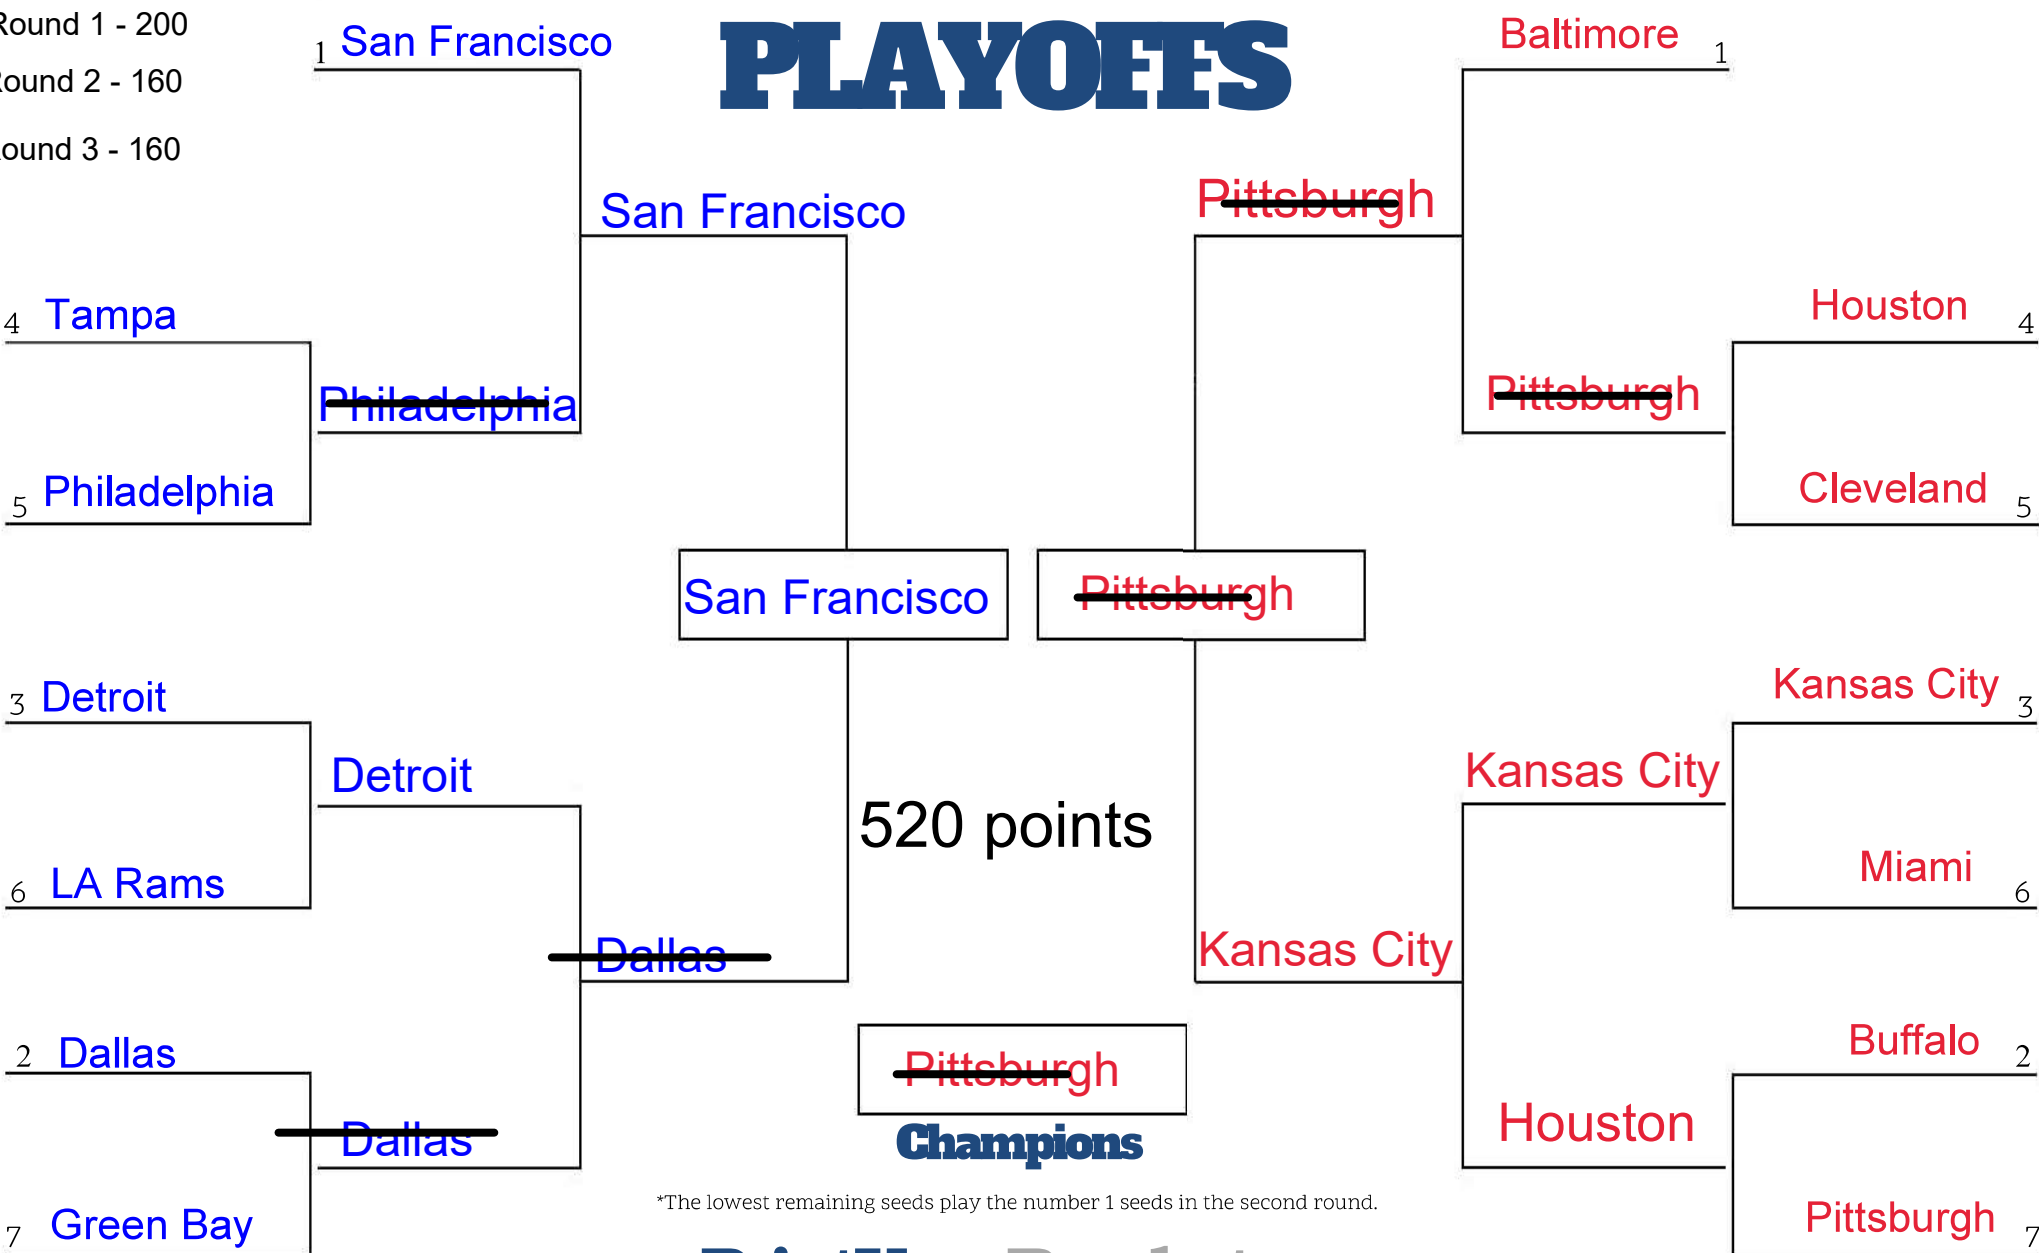 Round 1 - 200
Round 2 - 160
Round 3 - 160
PLAYOFFS
1 San Francisco
Baltimore 1
San Francisco
Pittsburgh
4 Tampa
Houston 4
Philadelphia
Pittsburgh
5 Philadelphia
Cleveland 5
San Francisco
Pittsburgh
3 Detroit
Kansas City 3
Detroit
Kansas City
520 points
6 LA Rams
Miami 6
Dallas
Kansas City
2 Dallas
Buffalo 2
Pittsburgh
Dallas
Champions
Houston
*The lowest remaining seeds play the number 1 seeds in the second round.
7 Green Bay
Pittsburgh 7